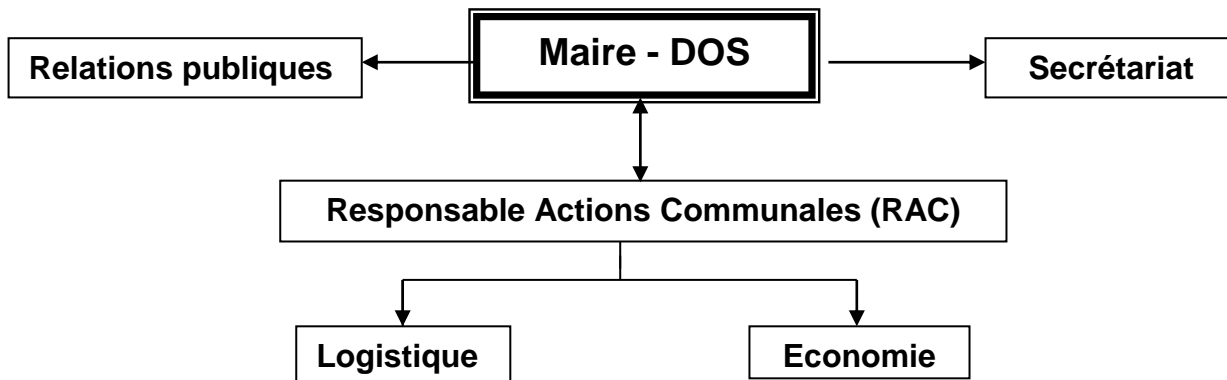 Maire - DOS
Relations publiques
Secrétariat
Responsable Actions Communales (RAC)
Logistique
Economie